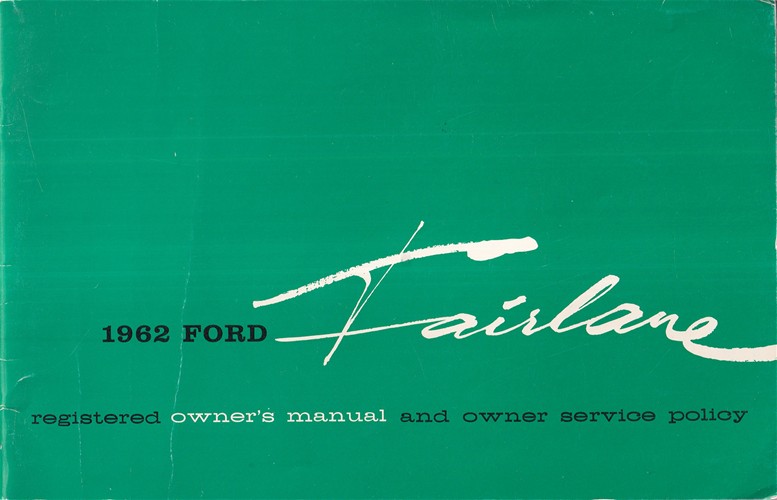 1962 FORD Fairlane
registered owner's manual and owner service policy